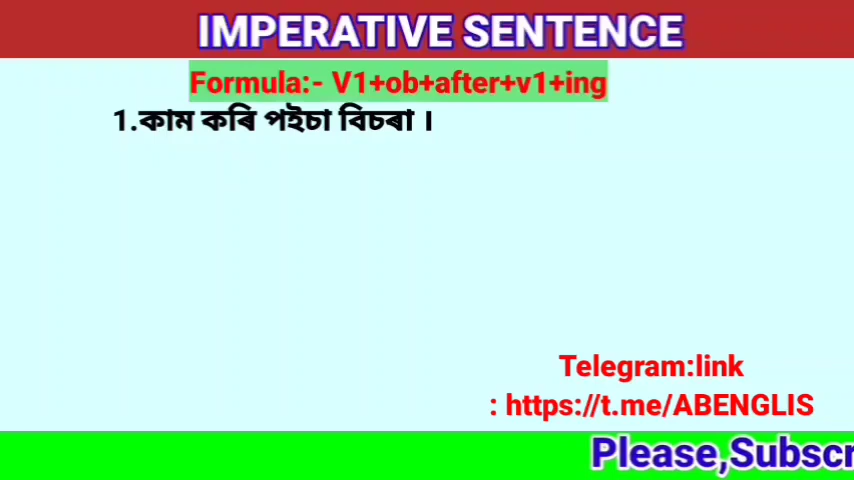 IMPERATIVE SENTENCE
Formula:- V1+ob+after+v1+ing
1.কাম কৰি পইচা বিচৰা ।
Telegram:link
: https://t.me/ABENGLIS
Please,Subscr